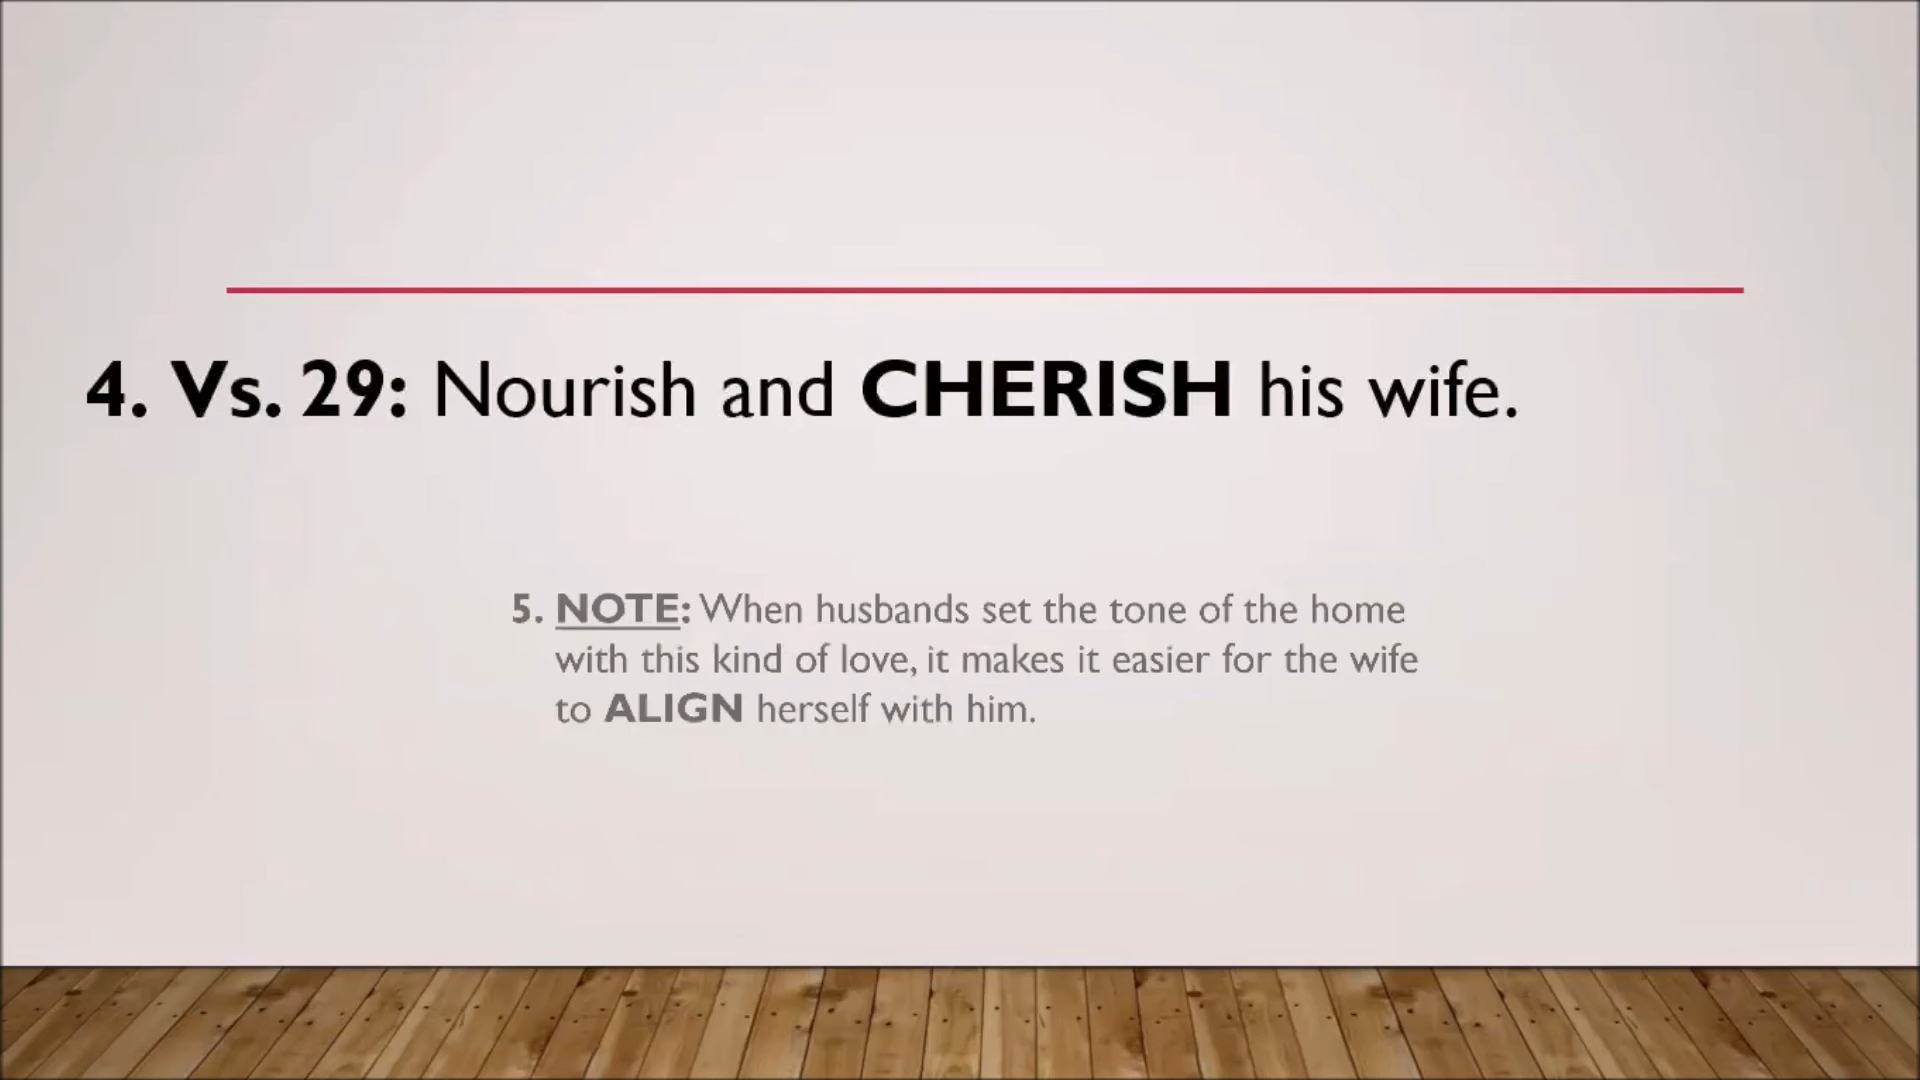 4. Vs. 29: Nourish and CHERISH his wife.
5. NOTE: When husbands set the tone of the home
with this kind of love, it makes it easier for the wife
to ALIGN herself with him.